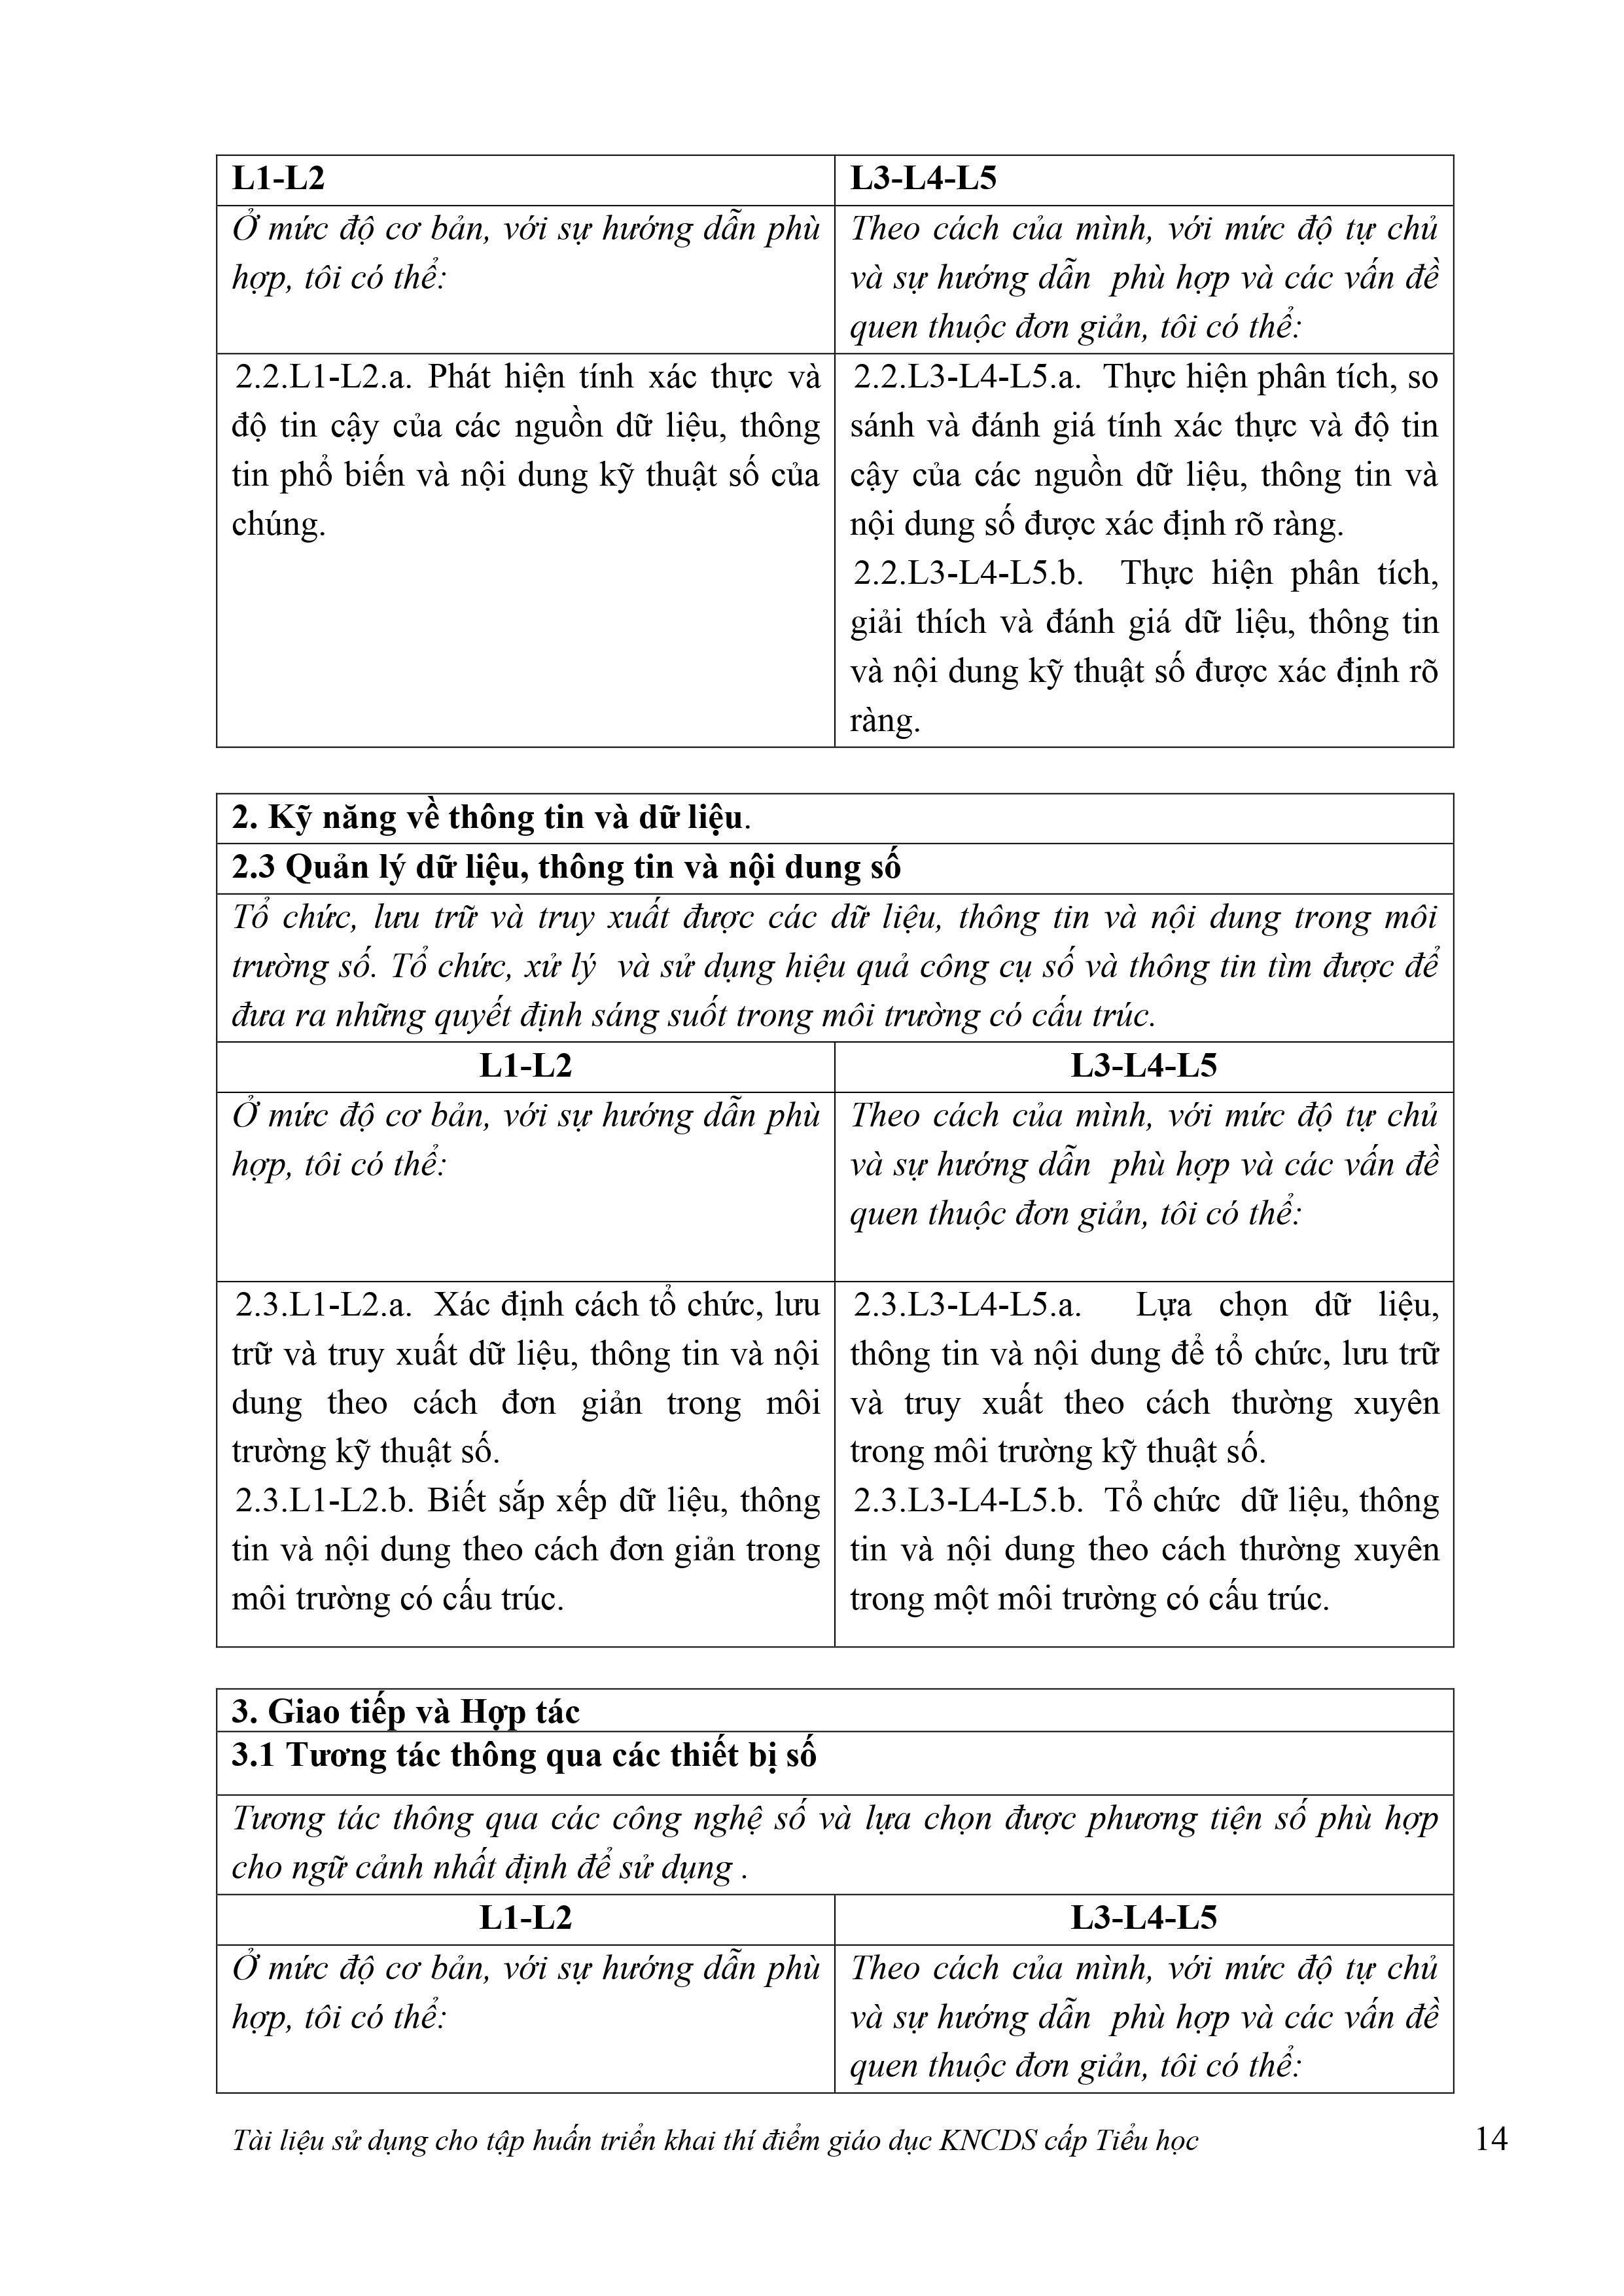 L1-L2
L3-L4-L5
Ở mức độ cơ bản, với sự hướng dẫn phù
hợp, tôi có thể:
Theo cách của mình, với mức độ tự chủ
và sự hướng dẫn phù hợp và các vấn đề
quen thuộc đơn giản, tôi có thể:
2.2.L1-L2.a. Phát hiện tính xác thực và
độ tin cậy của các nguồn dữ liệu, thông
tin phổ biến và nội dung kỹ thuật số của
chúng.
2.2.L3-L4-L5.a. Thực hiện phân tích, so
sánh và đánh giá tính xác thực và độ tin
cậy của các nguồn dữ liệu, thông tin và
nội dung số được xác định rõ ràng.
2.2.L3-L4-L5.b. Thực hiện phân tích,
giải thích và đánh giá dữ liệu, thông tin
và nội dung kỹ thuật số được xác định rõ
ràng.
2. Kỹ năng về thông tin và dữ liệu.
2.3 Quản lý dữ liệu, thông tin và nội dung số
Tổ chức, lưu trữ và truy xuất được các dữ liệu, thông tin và nội dung trong môi
trường số. Tổ chức, xử lý và sử dụng hiệu quả công cụ số và thông tin tìm được để
đưa ra những quyết định sáng suốt trong môi trường có cấu trúc.
L1-L2
L3-L4-L5
Ở mức độ cơ bản, với sự hướng dẫn phù
hợp, tôi có thể:
Theo cách của mình, với mức độ tự chủ
và sự hướng dẫn phù hợp và các vấn đề
quen thuộc đơn giản, tôi có thể:
2.3.L1-L2.a. Xác định cách tổ chức, lưu
trữ và truy xuất dữ liệu, thông tin và nội
dung theo cách đơn giản trong môi
trường kỹ thuật số.
2.3.L1-L2.b. Biết sắp xếp dữ liệu, thông
tin và nội dung theo cách đơn giản trong
môi trường có cấu trúc.
2.3.L3-L4-L5.a. Lựa chọn dữ liệu,
thông tin và nội dung để tổ chức, lưu trữ
và truy xuất theo cách thường xuyên
trong môi trường kỹ thuật số.
2.3.L3-L4-L5.b. Tổ chức dữ liệu, thông
tin và nội dung theo cách thường xuyên
trong một môi trường có cấu trúc.
3. Giao tiếp và Hợp tác
3.1 Tương tác thông qua các thiết bị số
Tương tác thông qua các công nghệ số và lựa chọn được phương tiện số phù hợp
cho ngữ cảnh nhất định để sử dụng .
L1-L2
L3-L4-L5
Ở mức độ cơ bản, với sự hướng dẫn phù
hợp, tôi có thể:
Theo cách của mình, với mức độ tự chủ
và sự hướng dẫn phù hợp và các vấn đề
quen thuộc đơn giản, tôi có thể:
Tài liệu sử dụng cho tập huấn triển khai thí điểm giáo dục KNCDS cấp Tiểu học
14